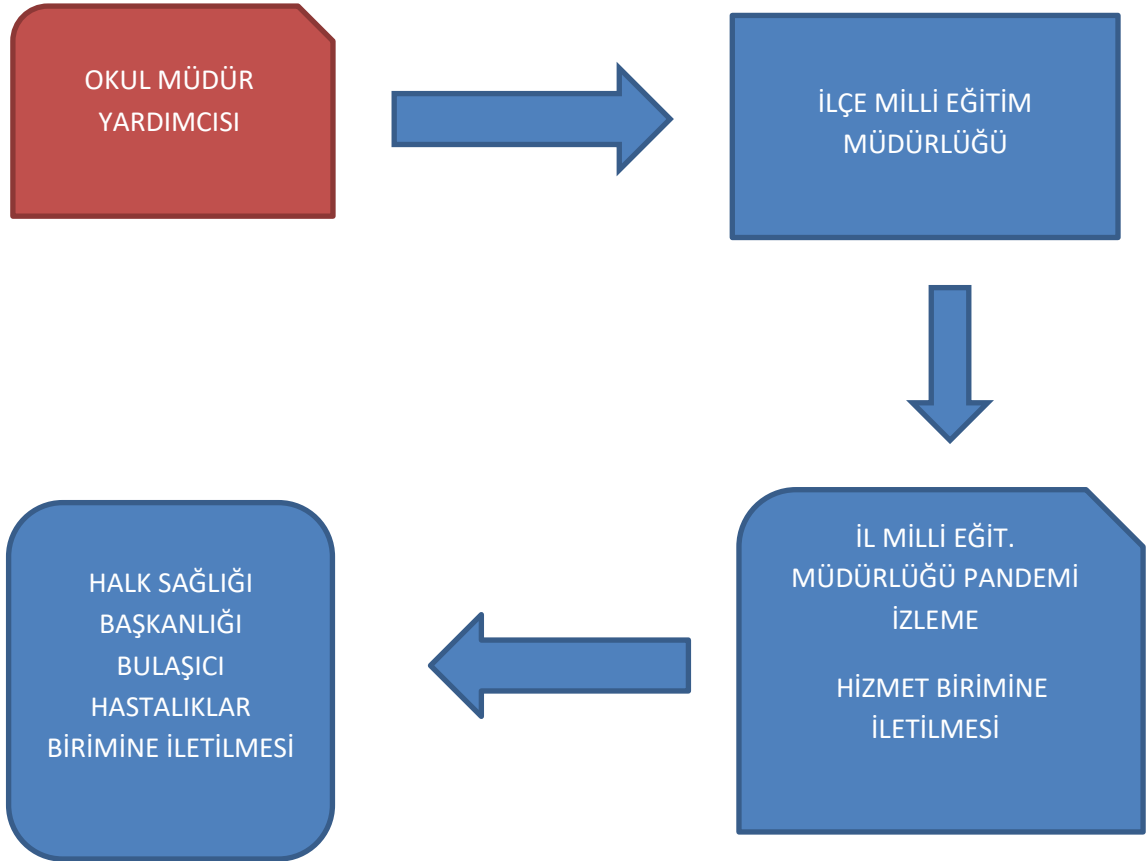 OKUL MÜDÜR
YARDIMCISI
İLÇE MİLLİ EĞİTİM
MÜDÜRLÜĞÜ
İL MİLLİ EĞİT.
MÜDÜRLÜĞÜ PANDEMİ
İZLEME
HİZMET BİRİMİNE
İLETİLMESİ
HALK SAĞLIĞI
BAŞKANLIĞI
BULAŞICI
HASTALIKLAR
BİRİMİNE İLETİLMESİ